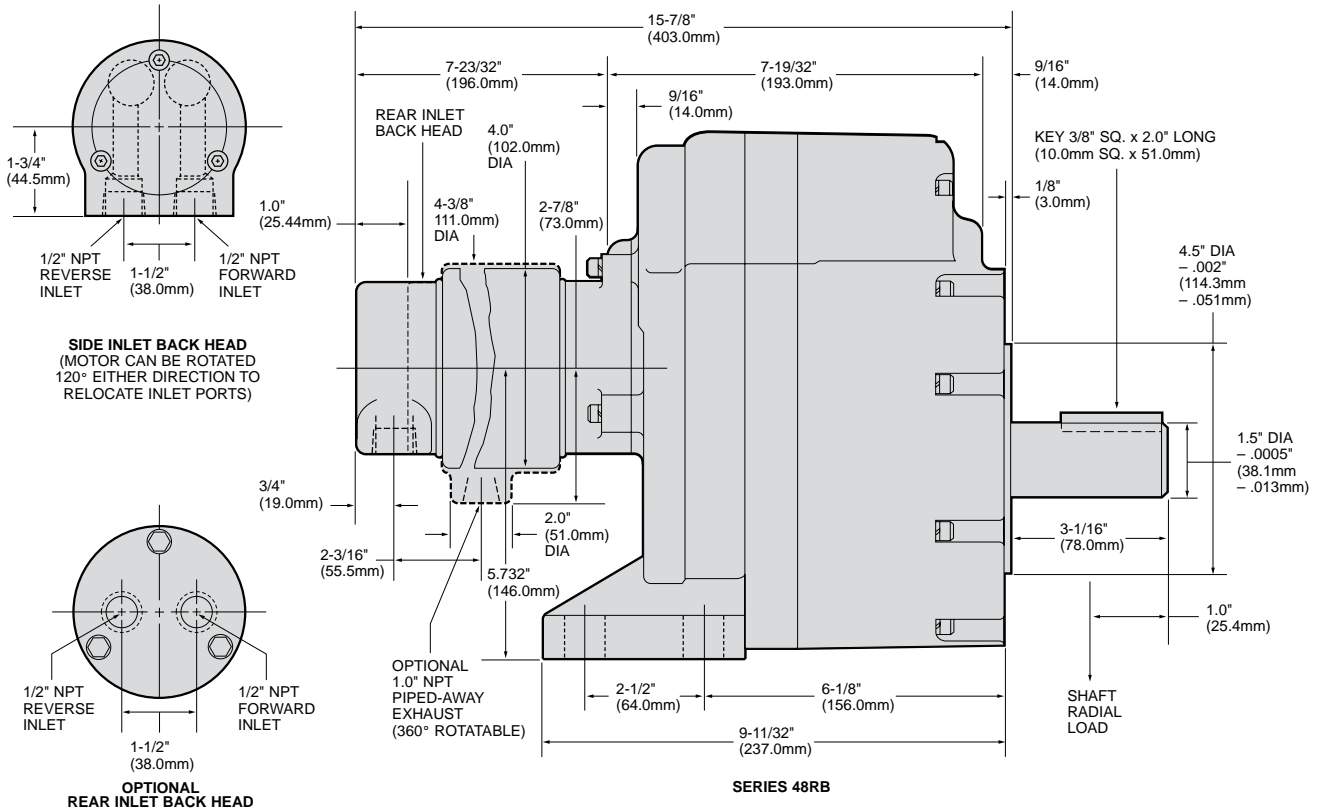 15-7/8"
(403.0mm)
7-23/32"
(196.0mm)
7-19/32"
(193.0mm)
9/16"
(14.0mm)
9/16"
(14.0mm)
REAR INLET
BACK HEAD
4.0"
(102.0mm)
DIA
KEY 3/8" SQ. x 2.0" LONG
(10.0mm SQ. x 51.0mm)
1-3/4"
(44.5mm)
1.0"
(25.44mm)
4-3/8"
111.0mm)
DIA
2-7/8"
(73.0mm)
1/8"
(3.0mm)
1/2" NPT
REVERSE
INLET
1-1/2"
(38.0mm)
1/2" NPT
FORWARD
INLET
4.5" DIA
– .002"
(114.3mm
– .051mm)
SIDE INLET BACK HEAD
(MOTOR CAN BE ROTATED
120° EITHER DIRECTION TO
RELOCATE INLET PORTS)
1.5" DIA
– .0005"
(38.1mm
– .013mm)
3/4"
(19.0mm)
2.0"
(51.0mm)
DIA
3-1/16"
(78.0mm)
2-3/16"
(55.5mm)
5.732"
(146.0mm)
1.0"
(25.4mm)
1/2" NPT
REVERSE
INLET
1/2" NPT
FORWARD
INLET
1-1/2"
(38.0mm)
OPTIONAL
REAR INLET BACK HEAD
OPTIONAL
1.0" NPT
PIPED-AWAY
EXHAUST
(360° ROTATABLE)
2-1/2"
(64.0mm)
6-1/8"
(156.0mm)
SHAFT
RADIAL
LOAD
9-11/32"
(237.0mm)
SERIES 48RB